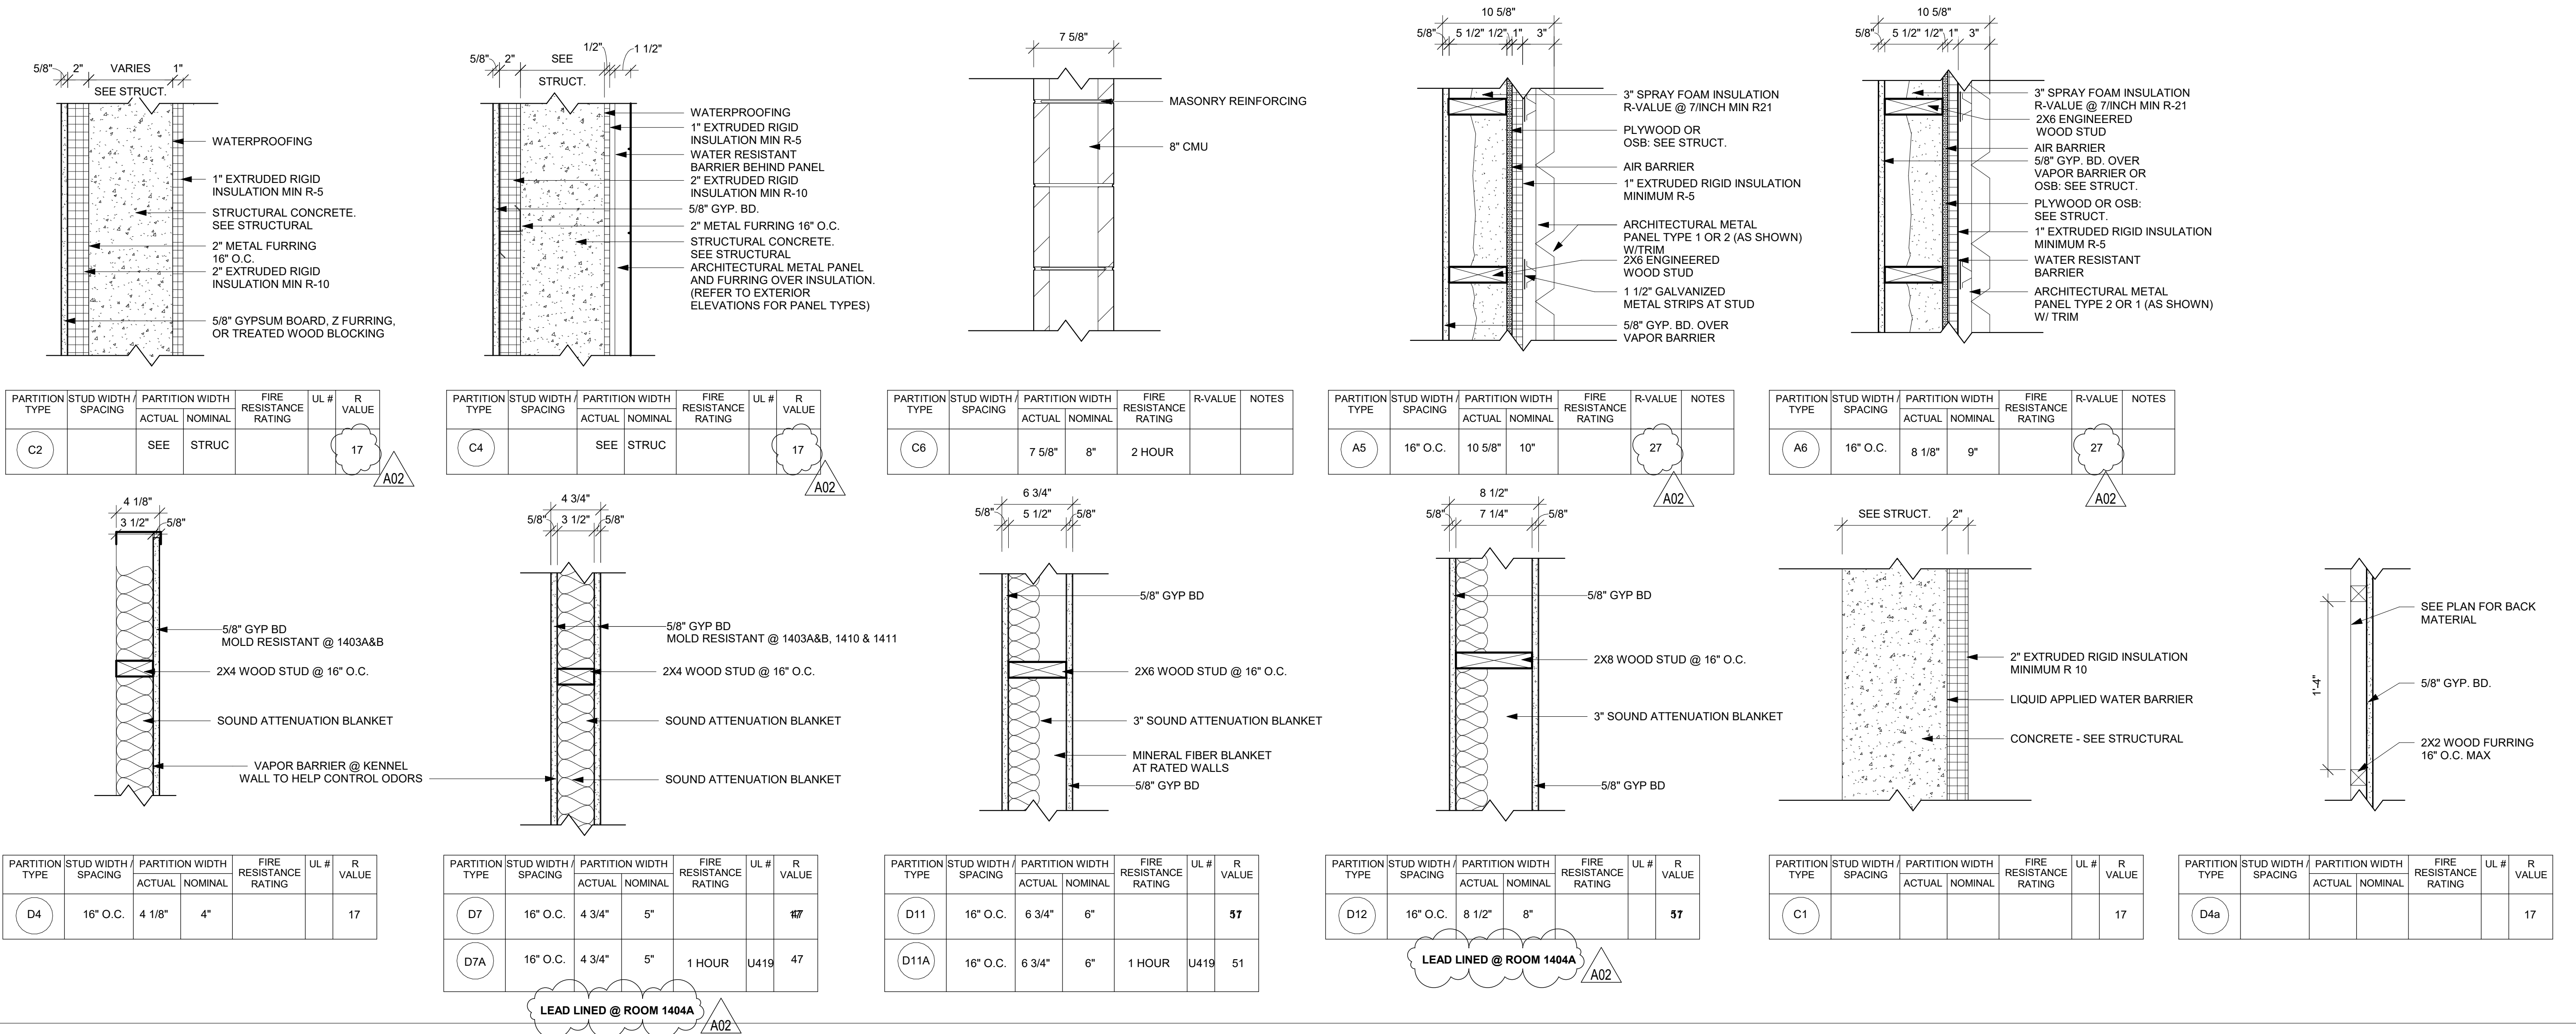 5/8"
2"
VARIES
1"
SEE STRUCT.
WATERPROOFING
1" EXTRUDED RIGID
INSULATION MIN R-5
STRUCTURAL CONCRETE.
SEE STRUCTURAL
2" METAL FURRING
16" O.C.
2" EXTRUDED RIGID
INSULATION MIN R-10
5/8" GYPSUM BOARD, Z FURRING,
OR TREATED WOOD BLOCKING
5/8"
2"
SEE
STRUCT.
1/2"
1 1/2"
WATERPROOFING
1" EXTRUDED RIGID
INSULATION MIN R-5
WATER RESISTANT
BARRIER BEHIND PANEL
2" EXTRUDED RIGID
INSULATION MIN R-10
5/8" GYP. BD.
2" METAL FURRING 16" O.C.
STRUCTURAL CONCRETE.
SEE STRUCTURAL
ARCHITECTURAL METAL PANEL
AND FURRING OVER INSULATION.
(REFER TO EXTERIOR
ELEVATIONS FOR PANEL TYPES)
7 5/8"
MASONRY REINFORCING
8" CMU
10 5/8"
5/8" 5 1/2" 1/2" 1" 3"
3" SPRAY FOAM INSULATION
R-VALUE @ 7/INCH MIN R21
PLYWOOD OR
OSB: SEE STRUCT.
AIR BARRIER
1" EXTRUDED RIGID INSULATION
MINIMUM R-5
ARCHITECTURAL METAL
PANEL TYPE 1 OR 2 (AS SHOWN)
W/TRIM
2X6 ENGINEERED
WOOD STUD
1 1/2" GALVANIZED
METAL STRIPS AT STUD
5/8" GYP. BD. OVER
VAPOR BARRIER
10 5/8"
5/8" 5 1/2" 1/2" 1" 3"
3" SPRAY FOAM INSULATION
R-VALUE @ 7/INCH MIN R-21
2X6 ENGINEERED
WOOD STUD
AIR BARRIER
5/8" GYP. BD. OVER
VAPOR BARRIER OR
OSB: SEE STRUCT.
PLYWOOD OR OSB:
SEE STRUCT.
1" EXTRUDED RIGID INSULATION
MINIMUM R-5
WATER RESISTANT
BARRIER
ARCHITECTURAL METAL
PANEL TYPE 2 OR 1 (AS SHOWN)
W/ TRIM
PARTITION TYPE STUD WIDTH / SPACING PARTITION WIDTH ACTUAL NOMINAL FIRE RESISTANCE RATING UL # R VALUE
C2 SEE STRUC 17
A02
PARTITION TYPE STUD WIDTH / SPACING PARTITION WIDTH ACTUAL NOMINAL FIRE RESISTANCE RATING UL # R VALUE
C4 SEE STRUC 17
A02
PARTITION TYPE STUD WIDTH / SPACING PARTITION WIDTH ACTUAL NOMINAL FIRE RESISTANCE RATING R-VALUE NOTES
C6 7 5/8" 8" 2 HOUR
PARTITION TYPE STUD WIDTH / SPACING PARTITION WIDTH ACTUAL NOMINAL FIRE RESISTANCE RATING R-VALUE NOTES
A5 16" O.C. 10 5/8" 10" 27
A02
PARTITION TYPE STUD WIDTH / SPACING PARTITION WIDTH ACTUAL NOMINAL FIRE RESISTANCE RATING R-VALUE NOTES
A6 16" O.C. 8 1/8" 9" 27
A02
4 1/8"
3 1/2" 5/8"
5/8" GYP BD
MOLD RESISTANT @ 1403A&B
2X4 WOOD STUD @ 16" O.C.
SOUND ATTENUATION BLANKET
VAPOR BARRIER @ KENNEL
WALL TO HELP CONTROL ODORS
4 3/4"
5/8" 3 1/2" 5/8"
5/8" GYP BD
MOLD RESISTANT @ 1403A&B, 1410 & 1411
2X4 WOOD STUD @ 16" O.C.
SOUND ATTENUATION BLANKET
SOUND ATTENUATION BLANKET
6 3/4"
5/8" 5 1/2" 5/8"
5/8" GYP BD
2X6 WOOD STUD @ 16" O.C.
3" SOUND ATTENUATION BLANKET
MINERAL FIBER BLANKET
AT RATED WALLS
5/8" GYP BD
8 1/2"
5/8" 7 1/4" 5/8"
5/8" GYP BD
2X8 WOOD STUD @ 16" O.C.
3" SOUND ATTENUATION BLANKET
5/8" GYP BD
SEE STRUCT. 2"
2" EXTRUDED RIGID INSULATION
MINIMUM R 10
LIQUID APPLIED WATER BARRIER
CONCRETE - SEE STRUCTURAL
1'-4"
SEE PLAN FOR BACK
MATERIAL
5/8" GYP. BD.
2X2 WOOD FURRING
16" O.C. MAX
PARTITION TYPE STUD WIDTH / SPACING PARTITION WIDTH ACTUAL NOMINAL FIRE RESISTANCE RATING UL # R VALUE
D4 16" O.C. 4 1/8" 4" 17
PARTITION TYPE STUD WIDTH / SPACING PARTITION WIDTH ACTUAL NOMINAL FIRE RESISTANCE RATING UL # R VALUE
D7 16" O.C. 4 3/4" 5"
D7A 16" O.C. 4 3/4" 5" 1 HOUR U419 47
LEAD LINED @ ROOM 1404A
A02
PARTITION TYPE STUD WIDTH / SPACING PARTITION WIDTH ACTUAL NOMINAL FIRE RESISTANCE RATING UL # R VALUE
D11 16" O.C. 6 3/4" 6"
D11A 16" O.C. 6 3/4" 6" 1 HOUR U419 51
PARTITION TYPE STUD WIDTH / SPACING PARTITION WIDTH ACTUAL NOMINAL FIRE RESISTANCE RATING UL # R VALUE
D12 16" O.C. 8 1/2" 8"
LEAD LINED @ ROOM 1404A
A02
PARTITION TYPE STUD WIDTH / SPACING PARTITION WIDTH ACTUAL NOMINAL FIRE RESISTANCE RATING UL # R VALUE
C1 17
PARTITION TYPE STUD WIDTH / SPACING PARTITION WIDTH ACTUAL NOMINAL FIRE RESISTANCE RATING UL # R VALUE
D4a 17